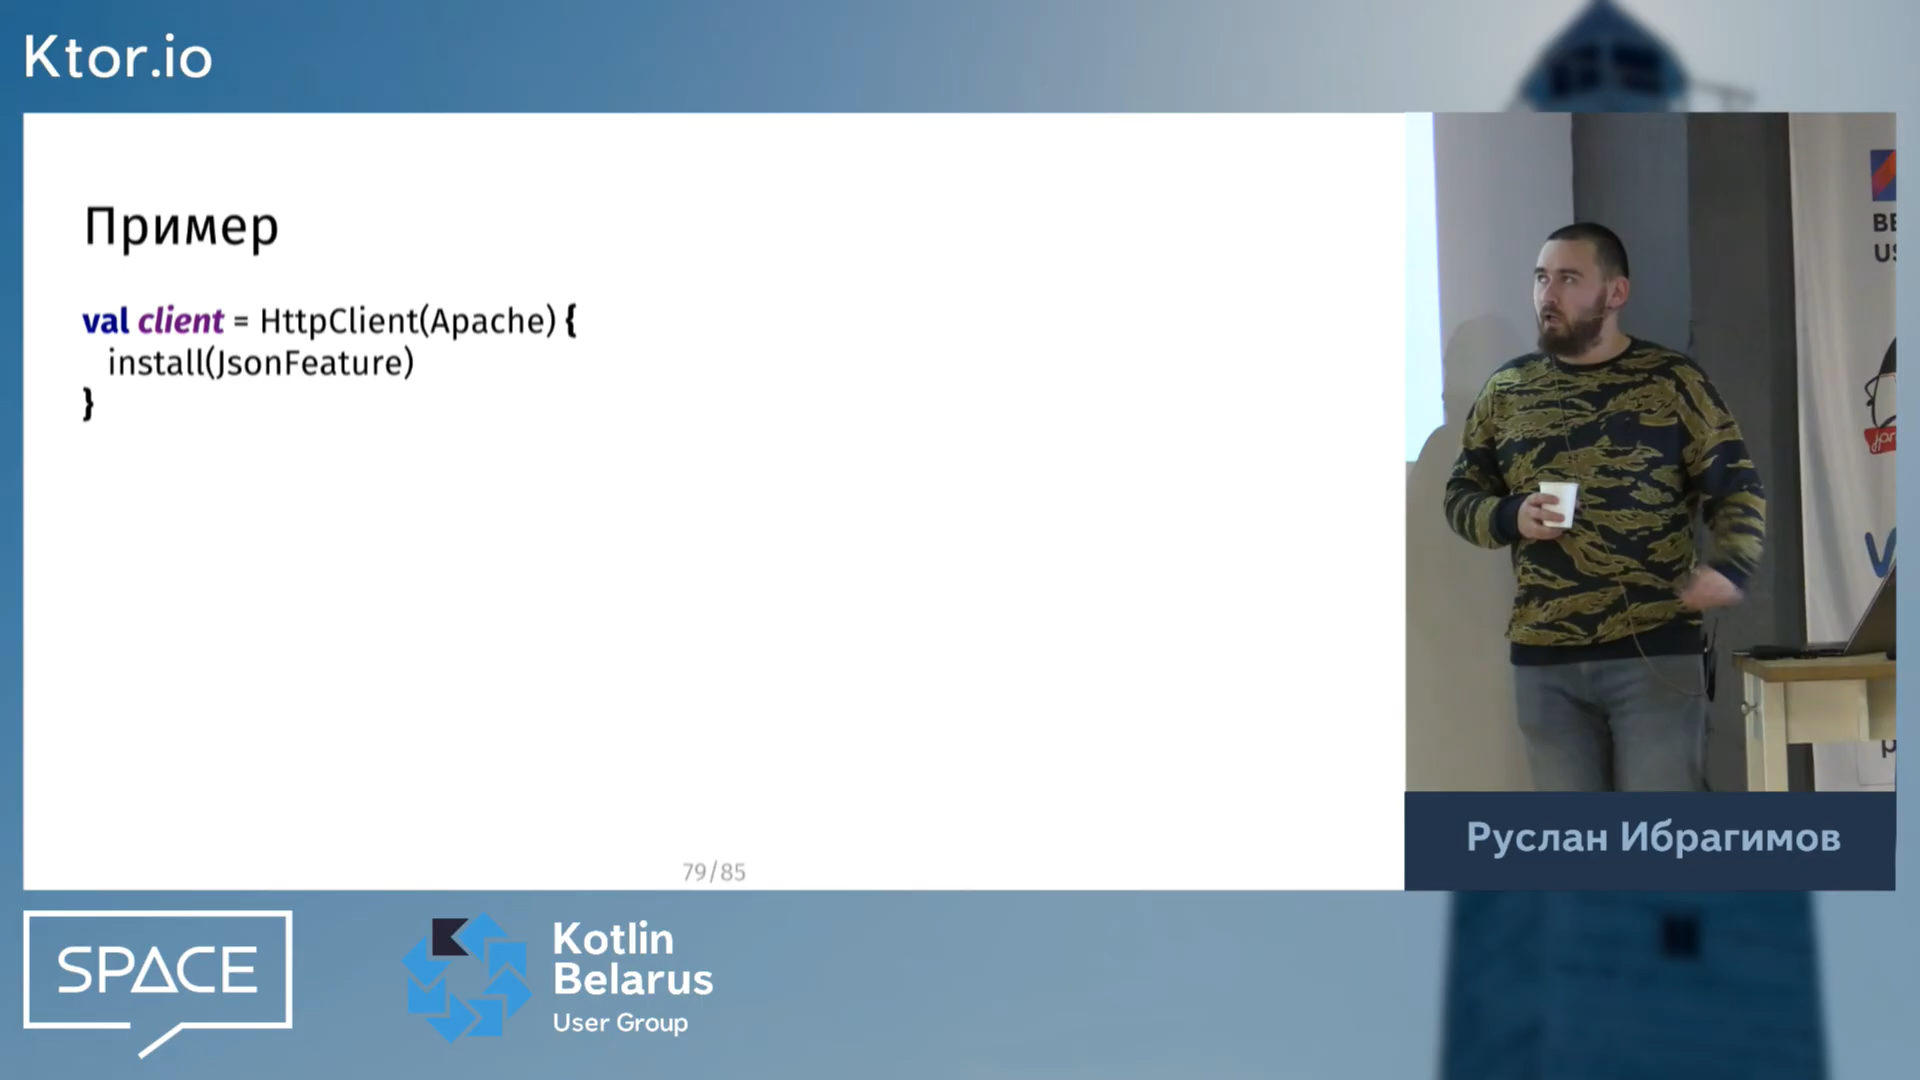 Ktor.io
Пример
val client = HttpClient(Apache) {
install(JsonFeature)
}
79/85
Руслан Ибрагимов
SPACE
Kotlin
Belarus
User Group